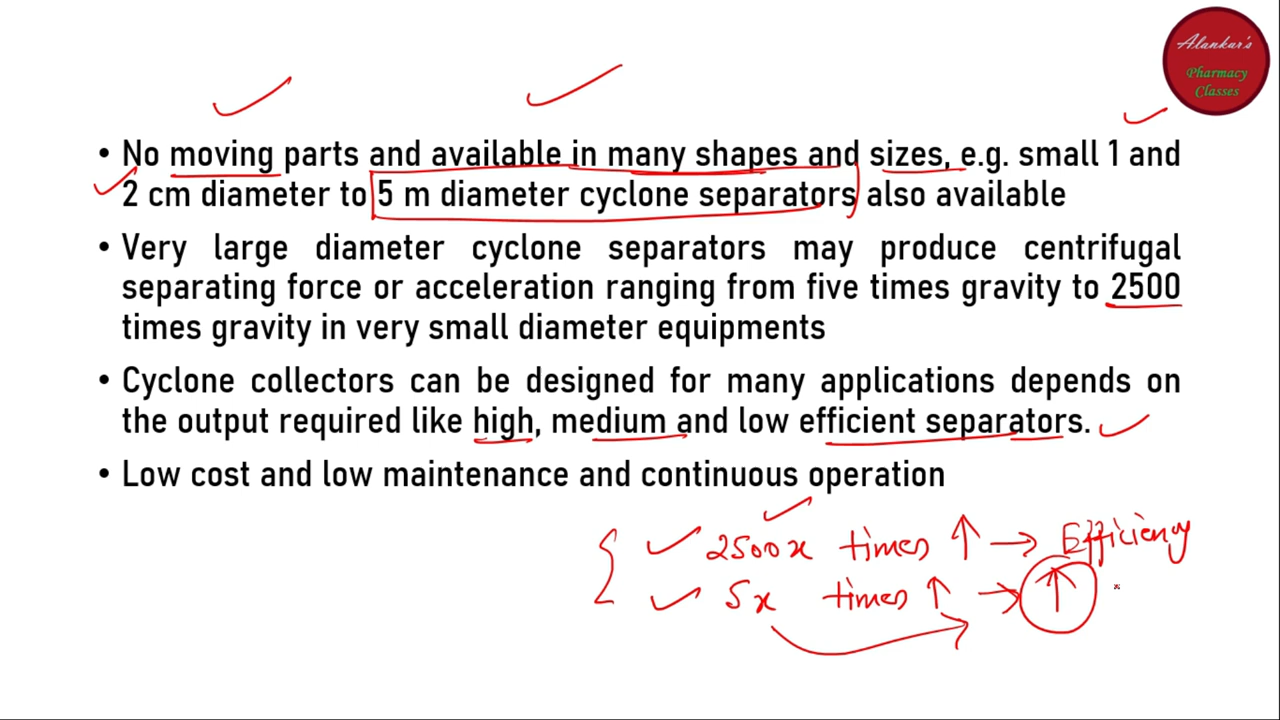 Alankar's
Pharmacy
Classes
• No moving parts and available in many shapes and sizes, e.g. small 1 and
2 cm diameter to 5 m diameter cyclone separators also available
• Very large diameter cyclone separators may produce centrifugal
separating force or acceleration ranging from five times gravity to 2500
times gravity in very small diameter equipments
• Cyclone collectors can be designed for many applications depends on
the output required like high, medium and low efficient separators.
• Low cost and low maintenance and continuous operation
2500x times ↑ → Efficiency
5x times ↑ → ↑